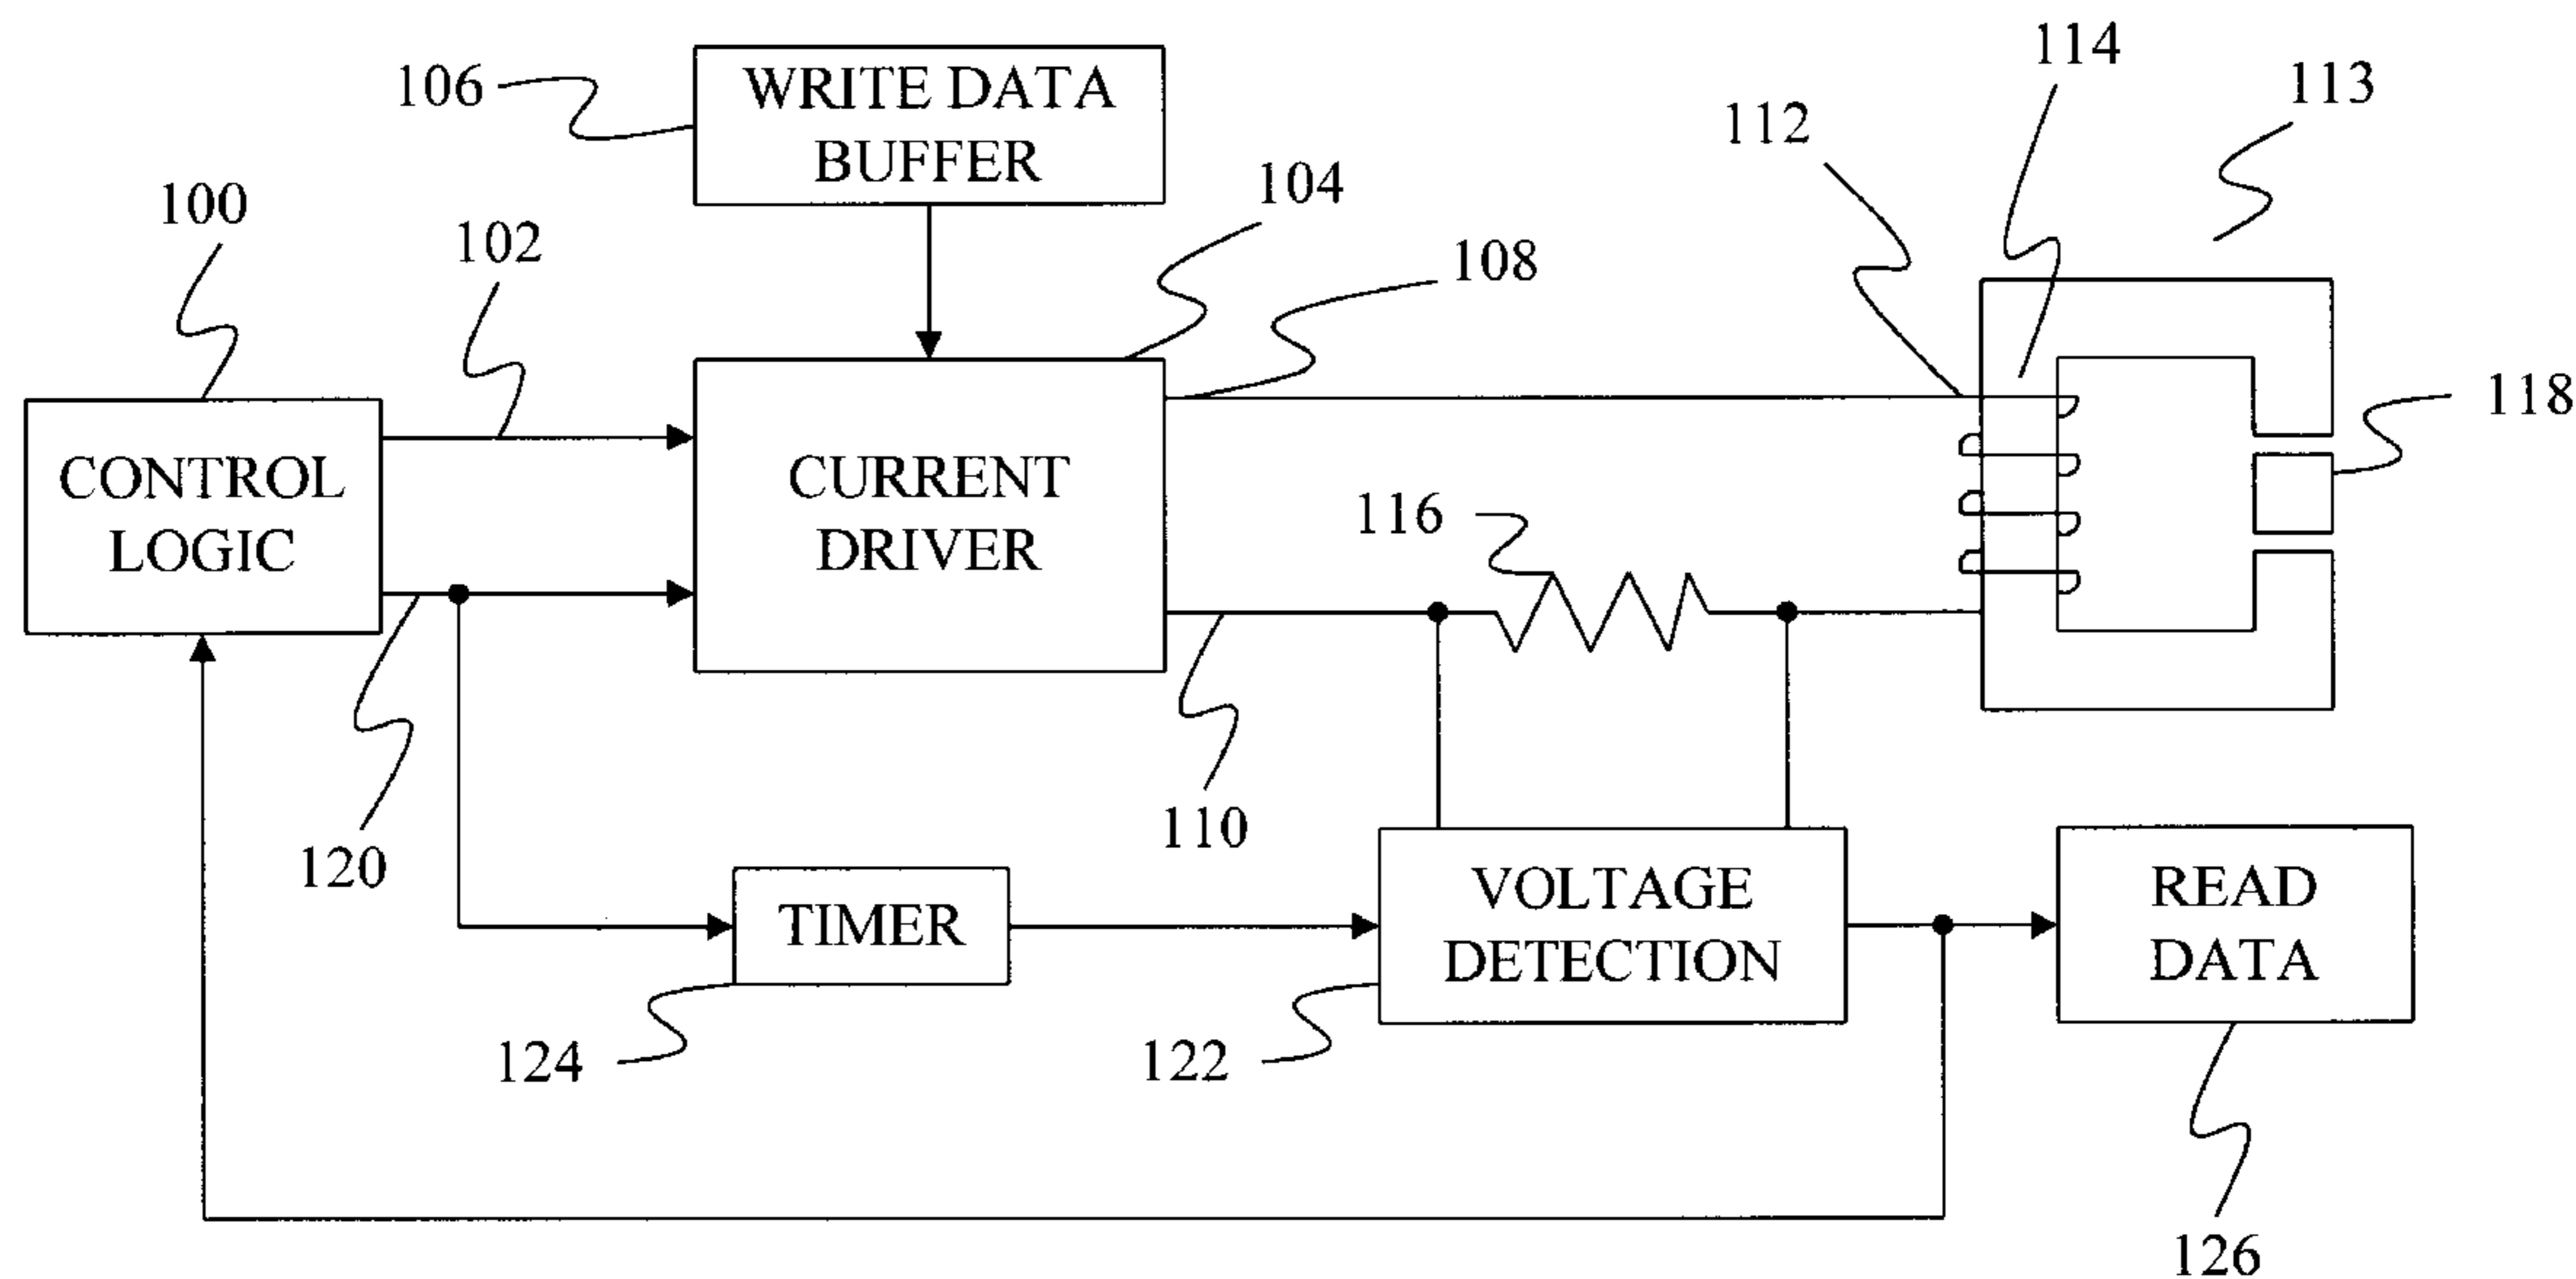 106
WRITE DATA
BUFFER
114
113
112
104
100
102
108
118
CONTROL
LOGIC
CURRENT
DRIVER
116
120
110
TIMER
VOLTAGE
DETECTION
READ
DATA
124
122
126